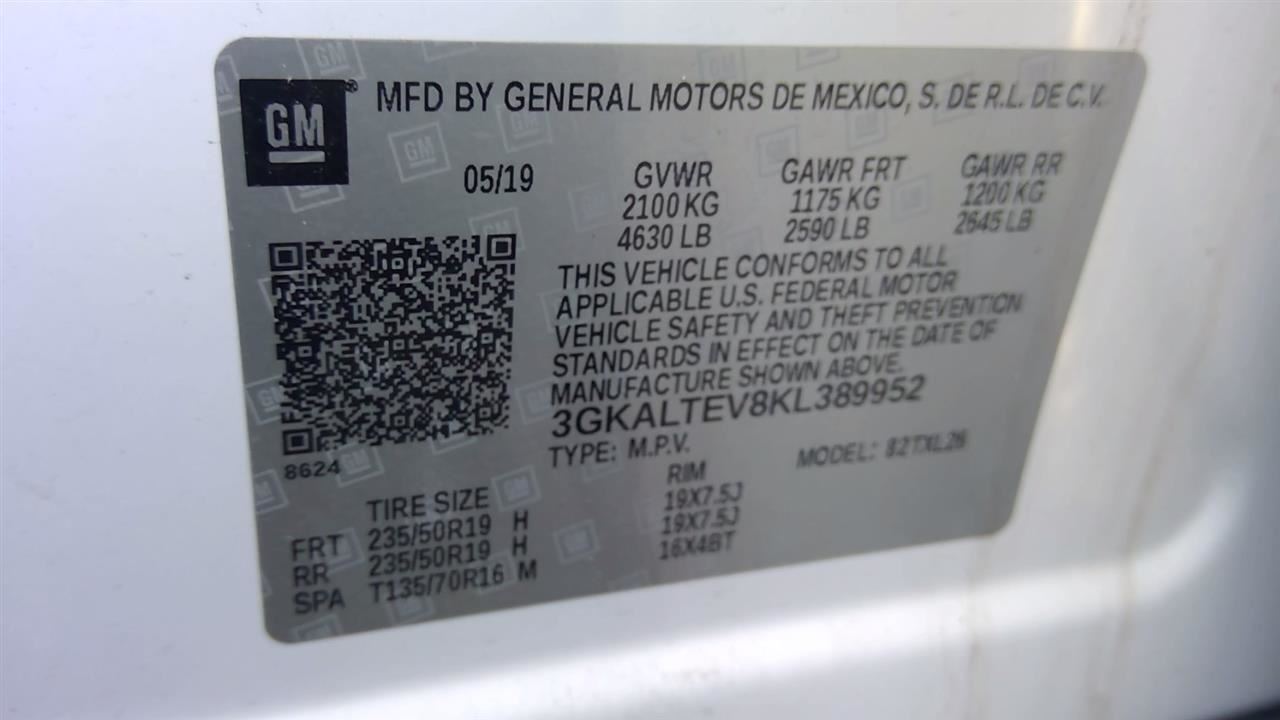 GM
MFD BY GENERAL MOTORS DE MEXICO, S. DE R.L. DE C.V.
05/19 GVWR GAWR FRT GAWR RR
2100 KG 1175 KG 1200 KG
4630 LB 2590 LB 2645 LB
THIS VEHICLE CONFORMS TO ALL
APPLICABLE U.S. FEDERAL MOTOR
VEHICLE SAFETY AND THEFT PREVENTION
STANDARDS IN EFFECT ON THE DATE OF
MANUFACTURE SHOWN ABOVE.
3GKALTEV8KL389952
8624
TYPE: M.P.V. MODEL: 82TXL26
TIRE SIZE RIM
FRT 235/50R19 H 19X7.5J
RR 235/50R19 H 19X7.5J
SPA T135/70R16 M 16X4BT